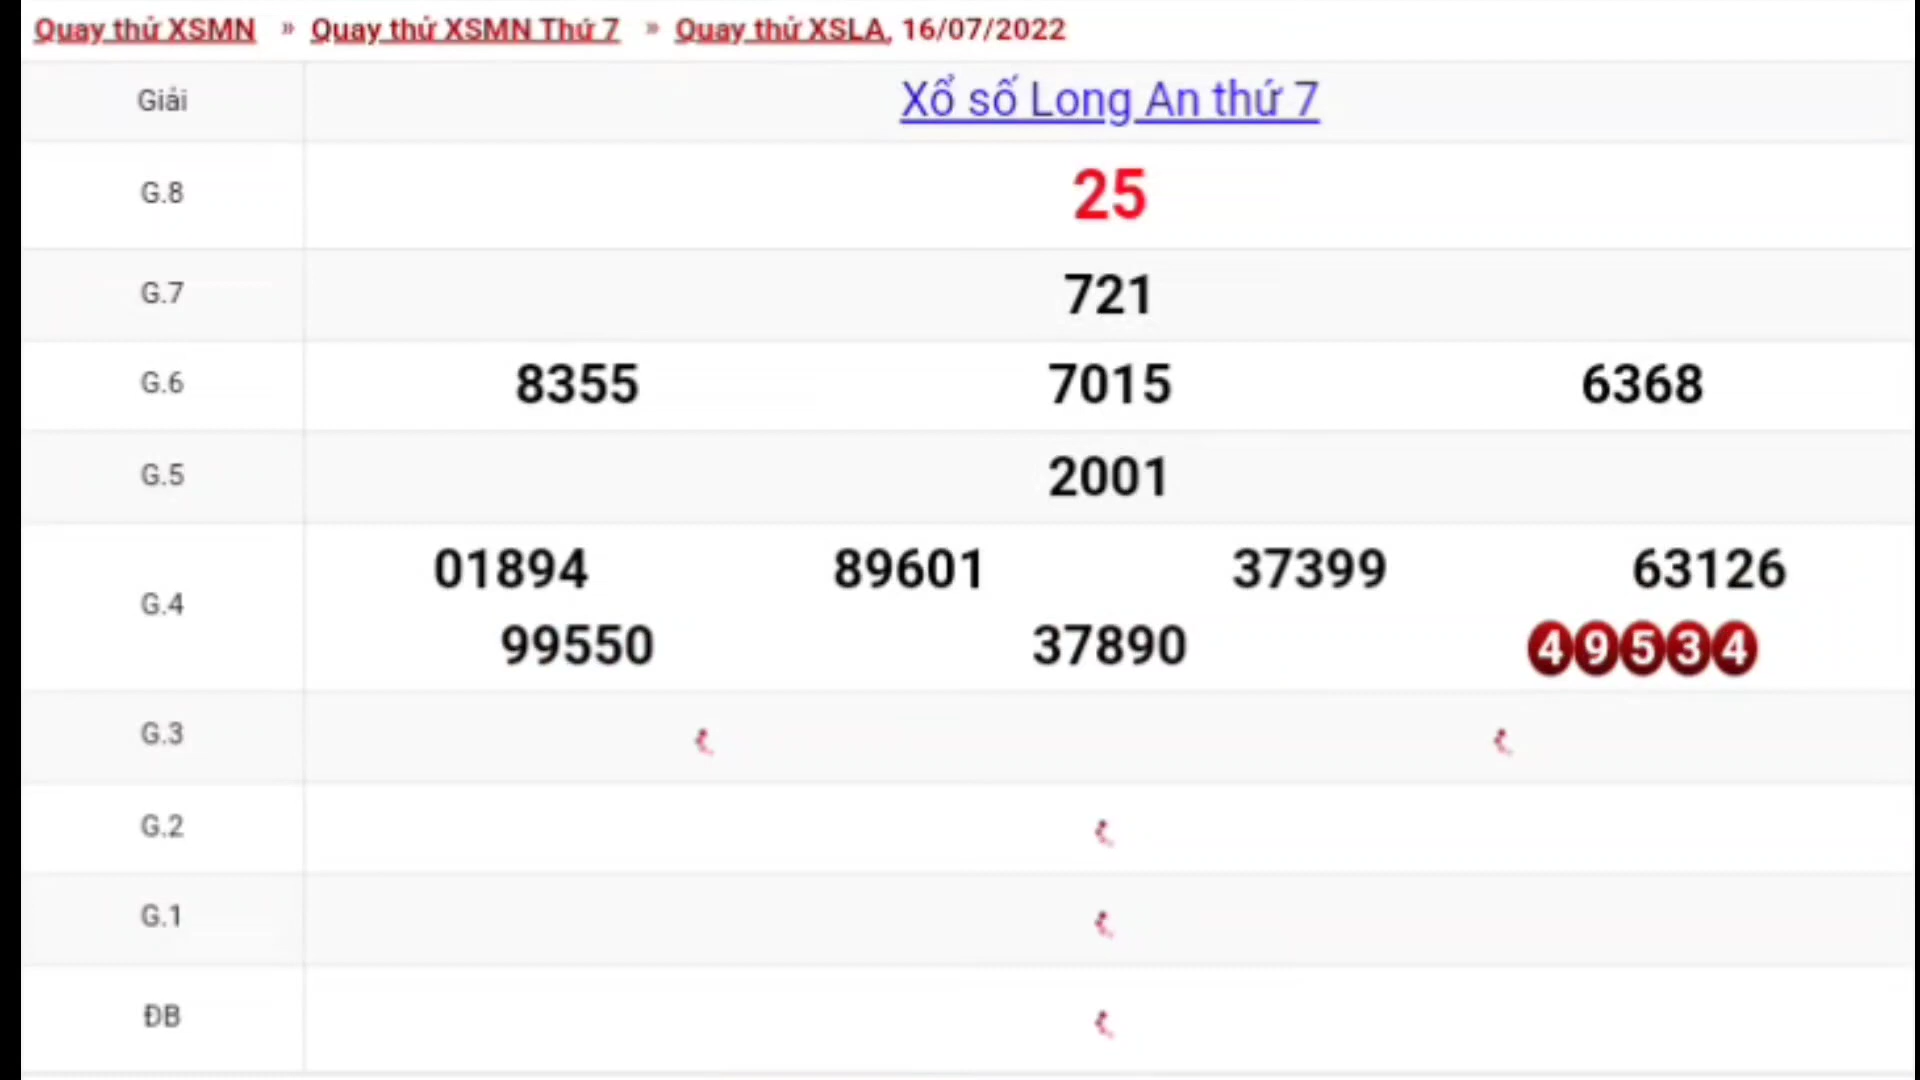 Quay thử XSMN » Quay thử XSMN Thứ 7 » Quay thử XSLA, 16/07/2022
Giải Xổ số Long An thứ 7
G.8 25
G.7 721
G.6 8355 7015 6368
G.5 2001
G.4 01894 89601 37399 63126
99550 37890 49534
G.3
G.2
G.1
ĐB